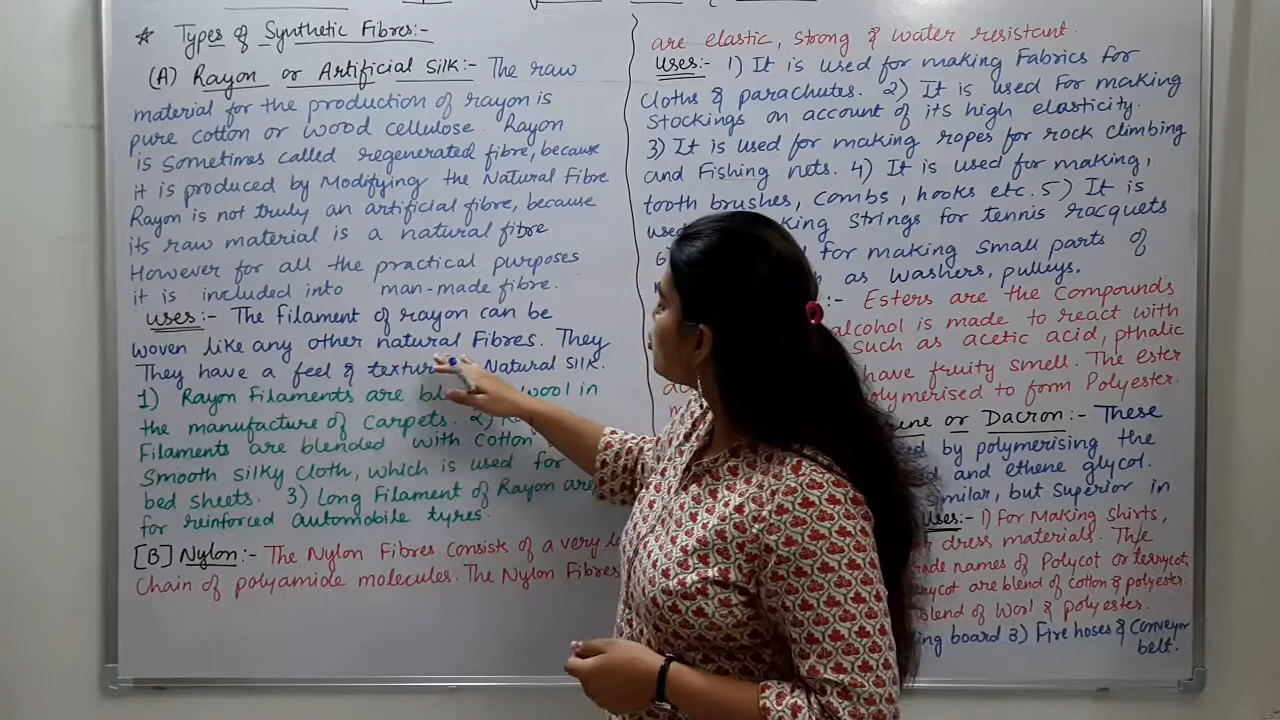 * Types of Synthetic Fibres:-
(A) Rayon or Artificial Silk:- The raw
material for the production of rayon is
pure cotton or wood cellulose. Rayon
is sometimes called regenerated fibre, because
it is produced by Modifying the Natural Fibre.
Rayon is not truly an artificial fibre, because
its raw material is a natural fibre
However for all the practical purposes
it is included into man-made fibre.
uses:- The Filament of rayon can be
woven like any other natural Fibres. They
They have a feel & Natural Silk.
1) Rayon Filaments are wool in
the manufacture of Carpets. 2)
Filaments are blended with Cotton
Smooth silky cloth, which is used for
bed sheets. 3) Long Filament of Rayon are
for reinforced automobile tyres.
[B] Nylon:- The Nylon Fibres Consists of a very
Chain of polyamide molecules. The Nylon Fibres
are elastic, strong & water resistant.
uses:- 1) It is used for making Fabrics for
Cloths & parachutes. 2) It is used For making
Stockings on account of its high elasticity.
3) It is used for making ropes for rock climbing
and Fishing nets. 4) It is used for making,
tooth brushes, combs, hooks etc. 5) It is
Strings for tennis racquets
for making small parts of
as washers, pulleys.
:- Esters are the Compounds
alcohol is made to react with
such as acetic acid, pthalic
have fruity smell. The ester
polymerised to form Polyester.
or Dacron:- These
by polymerising the
and ethene glycol.
but superior in
uses:- 1) For Making Shirts,
dress materials. The
names of Polycot or terrycot,
are blend of cotton & polyester.
blend of Wool & polyester.
board 3) Fire hoses & Conveyor
belt.